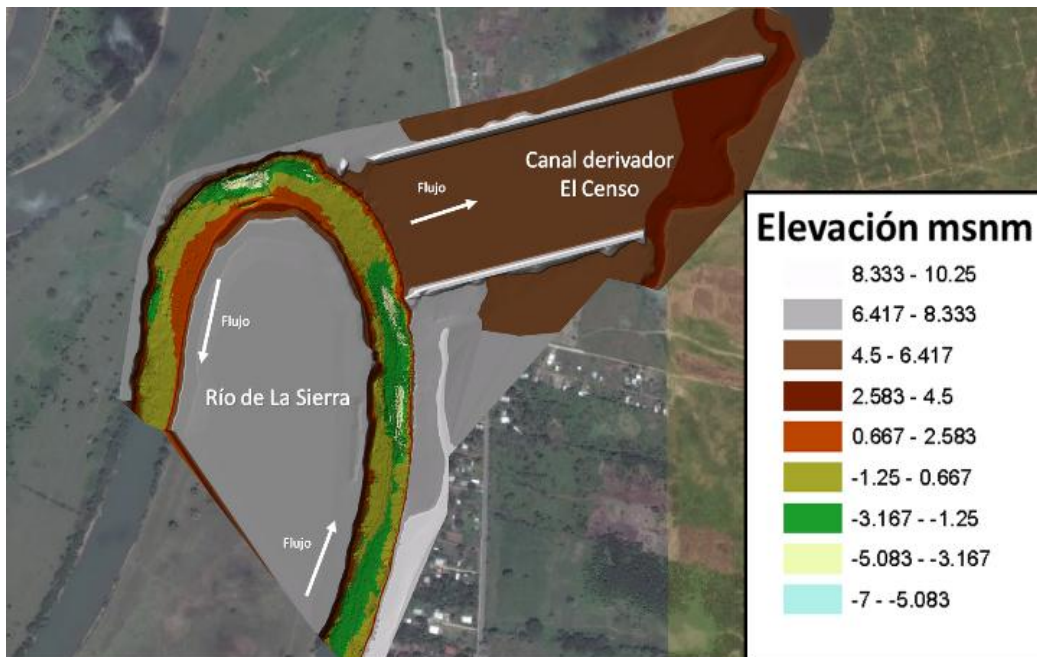 Canal derivador
El Censo
Flujo
Flujo
Río de La Sierra
Flujo
Elevación msnm
8.333 - 10.25
6.417 - 8.333
4.5 - 6.417
2.583 - 4.5
0.667 - 2.583
-1.25 - 0.667
-3.167 - -1.25
-5.083 - -3.167
-7 - -5.083